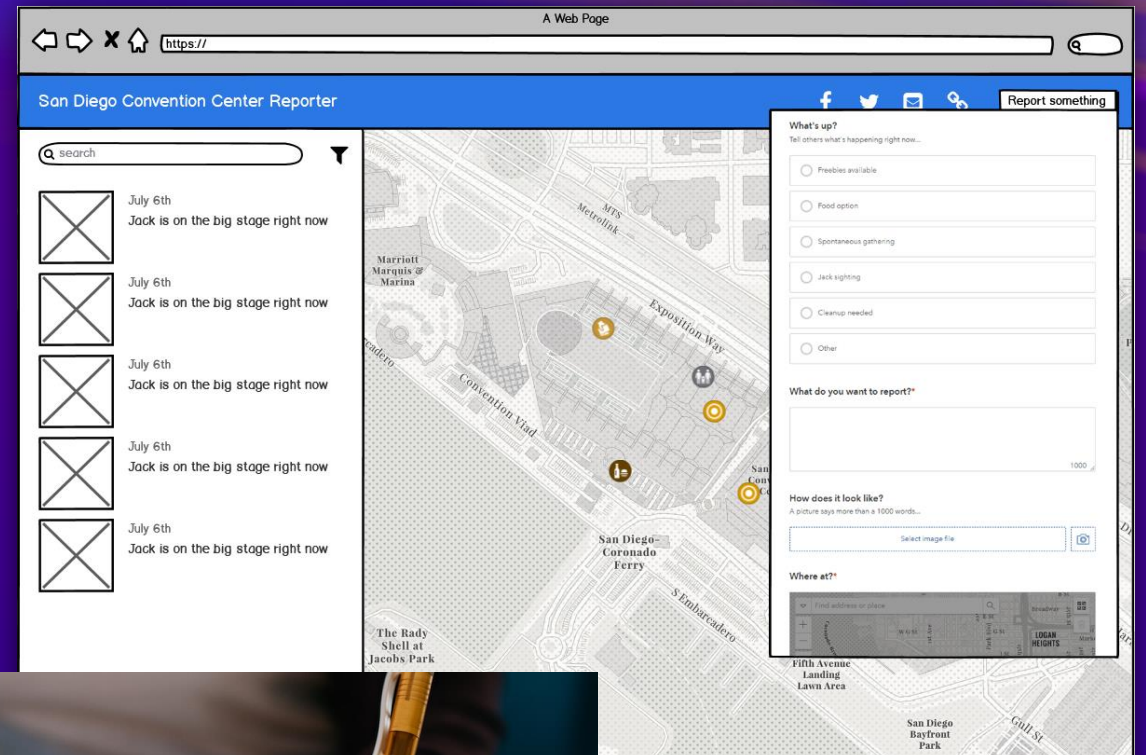 A Web Page
https://
San Diego Convention Center Reporter
Report something
search
July 6th
Jack is on the big stage right now
July 6th
Jack is on the big stage right now
July 6th
Jack is on the big stage right now
July 6th
Jack is on the big stage right now
July 6th
Jack is on the big stage right now
MTS
Metrolink
Marriott
Marquis &
Marina
Exposition Way
Convention Viad
San Diego-
Coronado
Ferry
S Embarcadero
The Rady
Shell at
Jacobs Park
Fifth Avenue
Landing
Lawn Area
San Diego
Bayfront
Park
Gull St
What's up?
Tell others what's happening right now...
Freebies available
Food option
Spontaneous gathering
Jack sighting
Cleanup needed
Other
What do you want to report?*
1000
How does it look like?
A picture says more than a 1000 words...
Select image file
Where at?*
Find address or place
Broadway
W G St
LOGAN
HEIGHTS